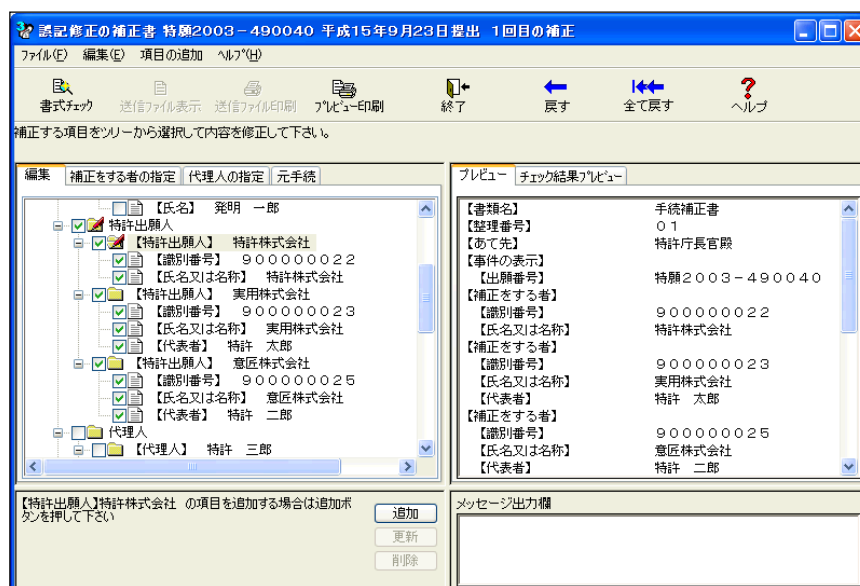 誤記修正の補正書 特願2003-490040 平成15年9月23日提出 1回目の補正
ファイル(F) 編集(E) 項目の追加 ヘルプ(H)
書式チェック 送信ファイル表示 送信ファイル印刷 プレビュー印刷 終了 戻す 全て戻す ヘルプ
補正する項目をツリーから選択して内容を修正して下さい。
編集 補正をする者の指定 代理人の指定 元手続
【氏名】 発明 一郎
特許出願人
【特許出願人】 特許株式会社
【識別番号】 900000022
【氏名又は名称】 特許株式会社
【特許出願人】 実用株式会社
【識別番号】 900000023
【氏名又は名称】 実用株式会社
【代表者】 特許 太郎
【特許出願人】 意匠株式会社
【識別番号】 900000025
【氏名又は名称】 意匠株式会社
【代表者】 特許 二郎
代理人
【代理人】 特許 三郎
プレビュー チェック結果プレビュー
【書類名】 手続補正書
【整理番号】 01
【あて先】 特許庁長官殿
【事件の表示】
【出願番号】 特願2003-490040
【補正をする者】
【識別番号】 900000022
【氏名又は名称】 特許株式会社
【補正をする者】
【識別番号】 900000023
【氏名又は名称】 実用株式会社
【代表者】 特許 太郎
【補正をする者】
【識別番号】 900000025
【氏名又は名称】 意匠株式会社
【代表者】 特許 二郎
【特許出願人】特許株式会社 の項目を追加する場合は追加ボ
タンを押して下さい
追加
更新
削除
メッセージ出力欄